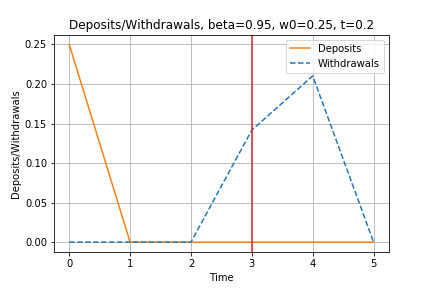 Deposits/Withdrawals, beta=0.95, w0=0.25, t=0.2
Deposits
Withdrawals
Deposits/Withdrawals
0.25
0.20
0.15
0.10
0.05
0.00
0 1 2 3 4 5
Time